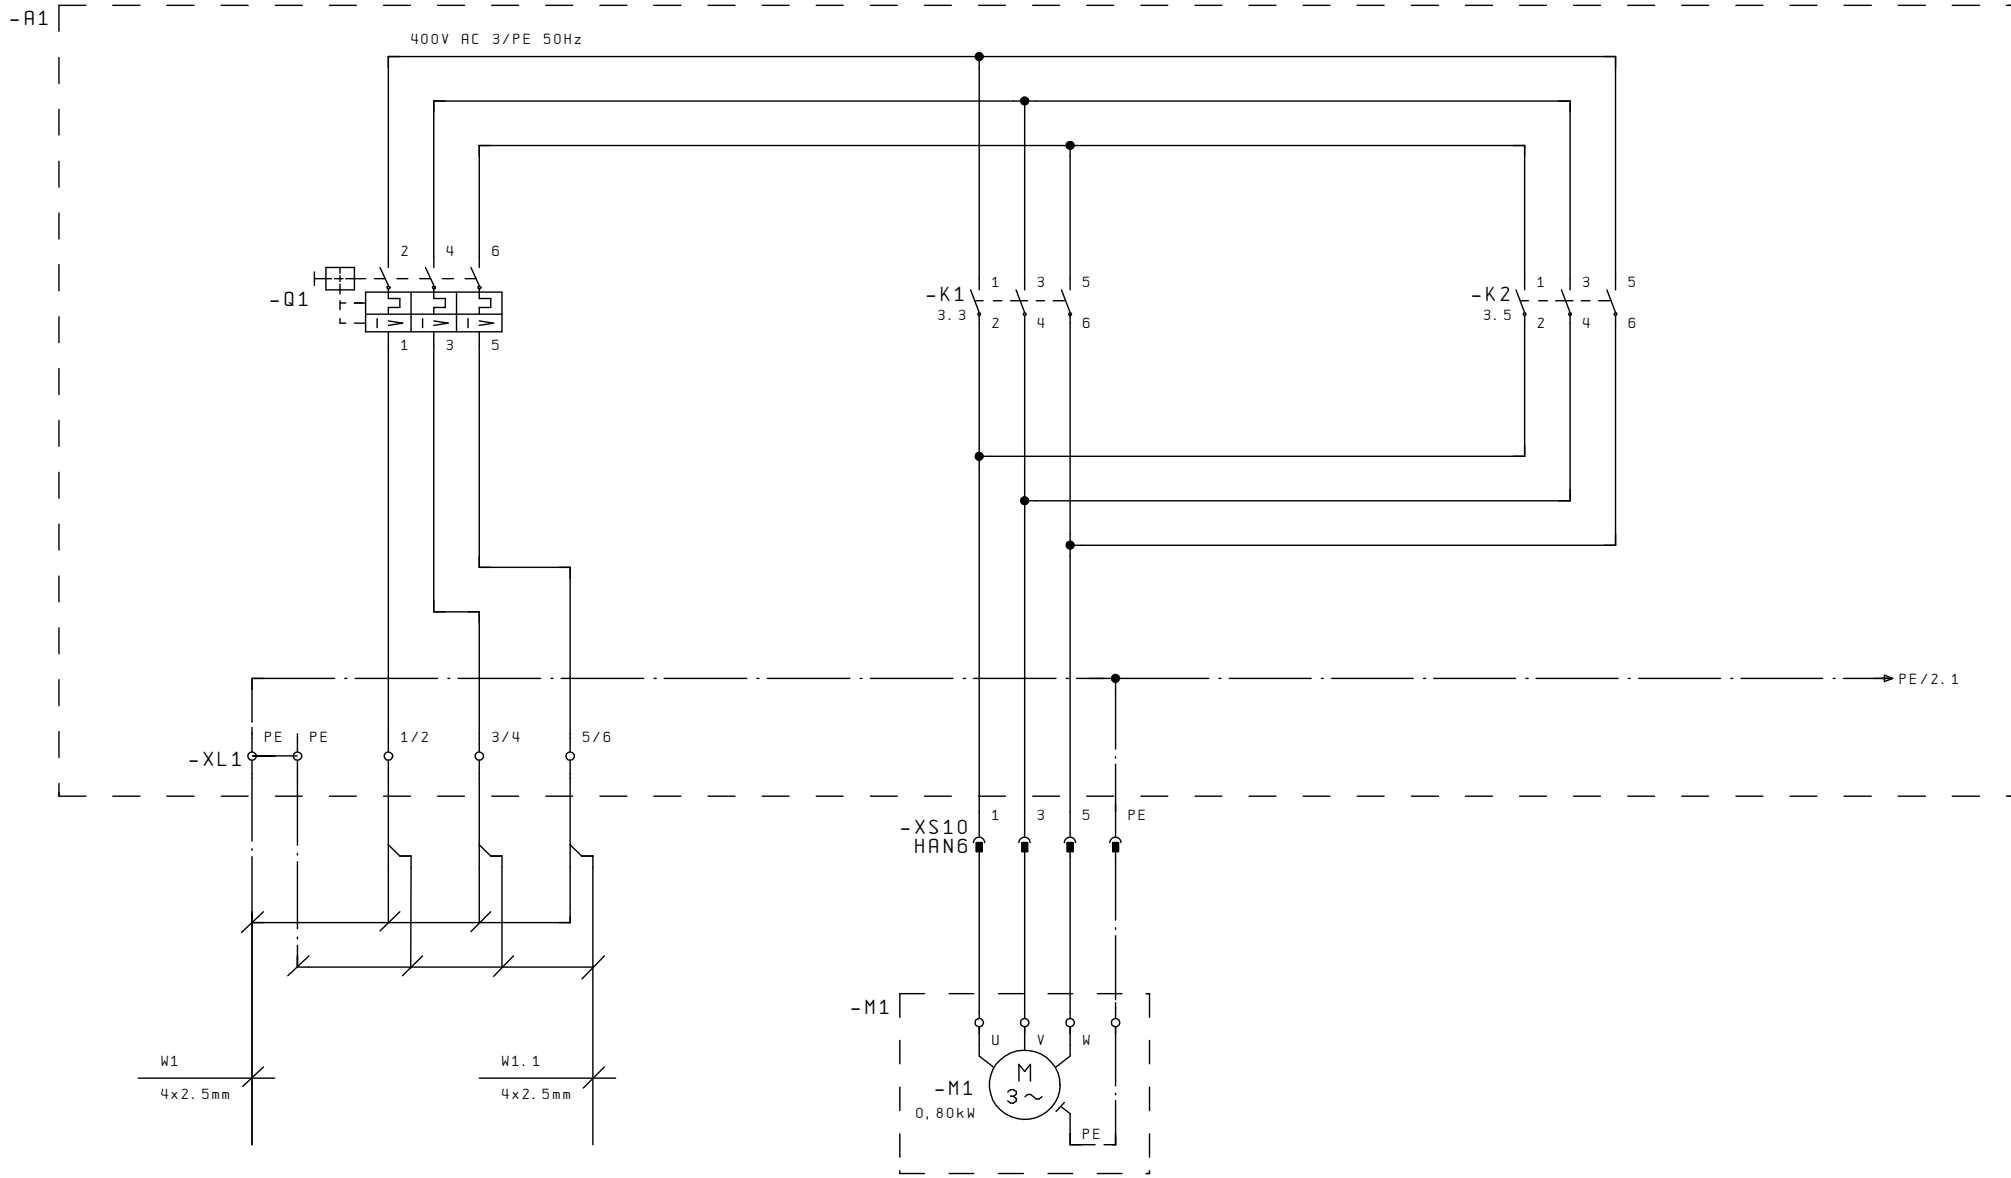 -A1
400V AC 3/PE 50Hz
2 4 6
-Q1
I> I> I>
1 3 5
-K1
3.3
1 3 5
2 4 6
-K2
3.5
1 3 5
2 4 6
PE/2.1
-XL1
PE PE 1/2 3/4 5/6
-XS10
HAN6
1 3 5 PE
W1
4x2.5mm
W1.1
4x2.5mm
-M1
U V W
M
3~
-M1
0,80kW
PE